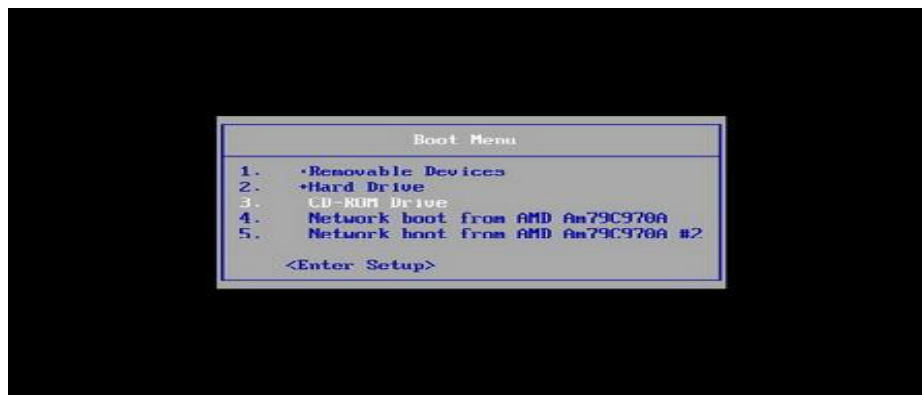 Boot Menu
1. -Removable Devices
2. +Hard Drive
3. CD-ROM Drive
4. Network boot from AMD Am79C970A
5. Network boot from AMD Am79C970A #2
<Enter Setup>